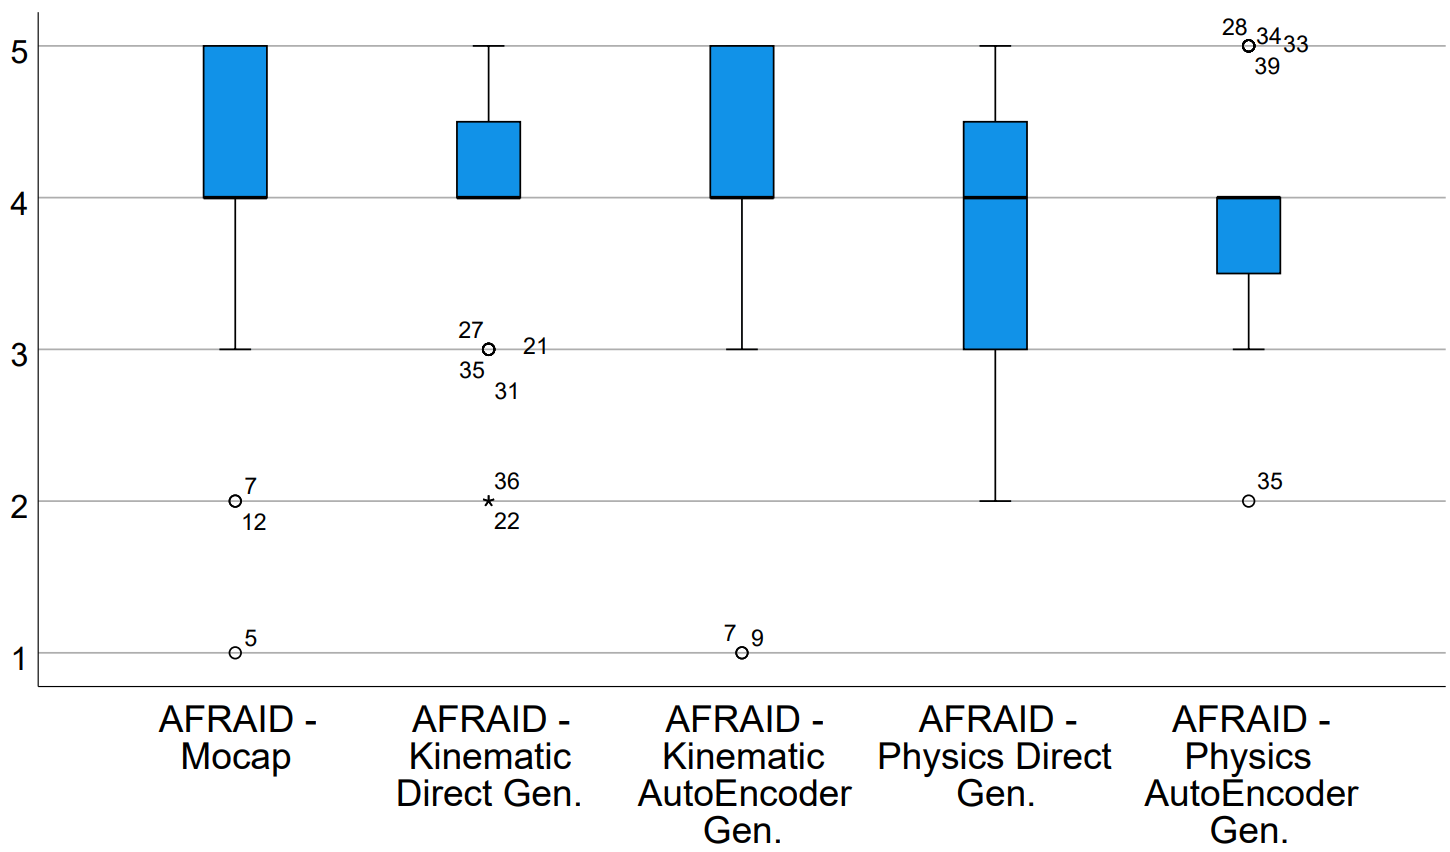 28 34 33
5
39
4
27 21
3
35
31
7
36
35
2
12
22
5
7 9
1
AFRAID -
Mocap
AFRAID -
Kinematic
Direct Gen.
AFRAID -
Kinematic
AutoEncoder
Gen.
AFRAID -
Physics Direct
Gen.
AFRAID -
Physics
AutoEncoder
Gen.